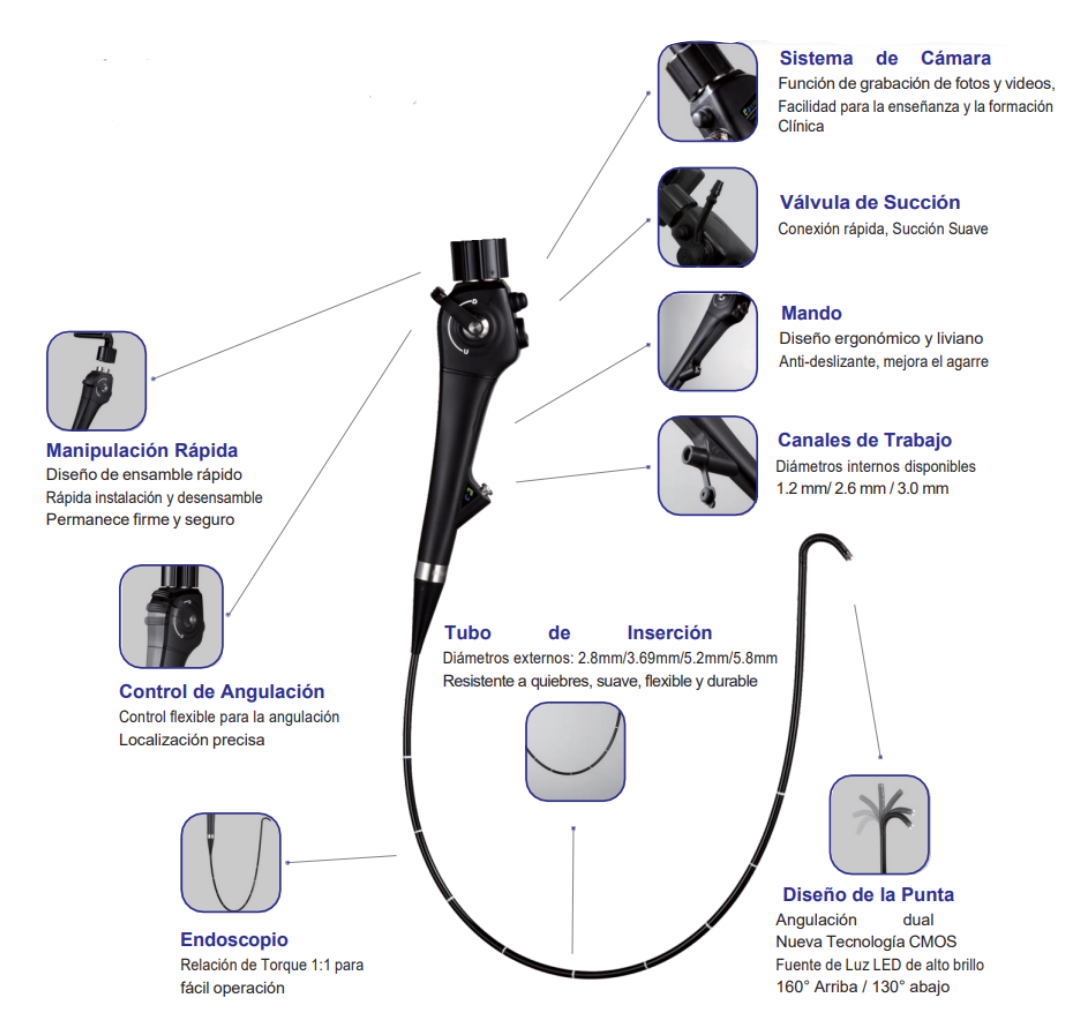 Sistema de Cámara
Función de grabación de fotos y videos,
Facilidad para la enseñanza y la formación
Clínica
Válvula de Succión
Conexión rápida, Succión Suave
Mando
Diseño ergonómico y liviano
Anti-deslizante, mejora el agarre
Canales de Trabajo
Diámetros internos disponibles
1.2 mm/ 2.6 mm / 3.0 mm
D
U
Manipulación Rápida
Diseño de ensamble rápido
Rápida instalación y desensamble
Permanece firme y seguro
Control de Angulación
Control flexible para la angulación
Localización precisa
Tubo de Inserción
Diámetros externos: 2.8mm/3.69mm/5.2mm/5.8mm
Resistente a quiebres, suave, flexible y durable
Endoscopio
Relación de Torque 1:1 para
fácil operación
Diseño de la Punta
Angulación dual
Nueva Tecnología CMOS
Fuente de Luz LED de alto brillo
160° Arriba / 130° abajo